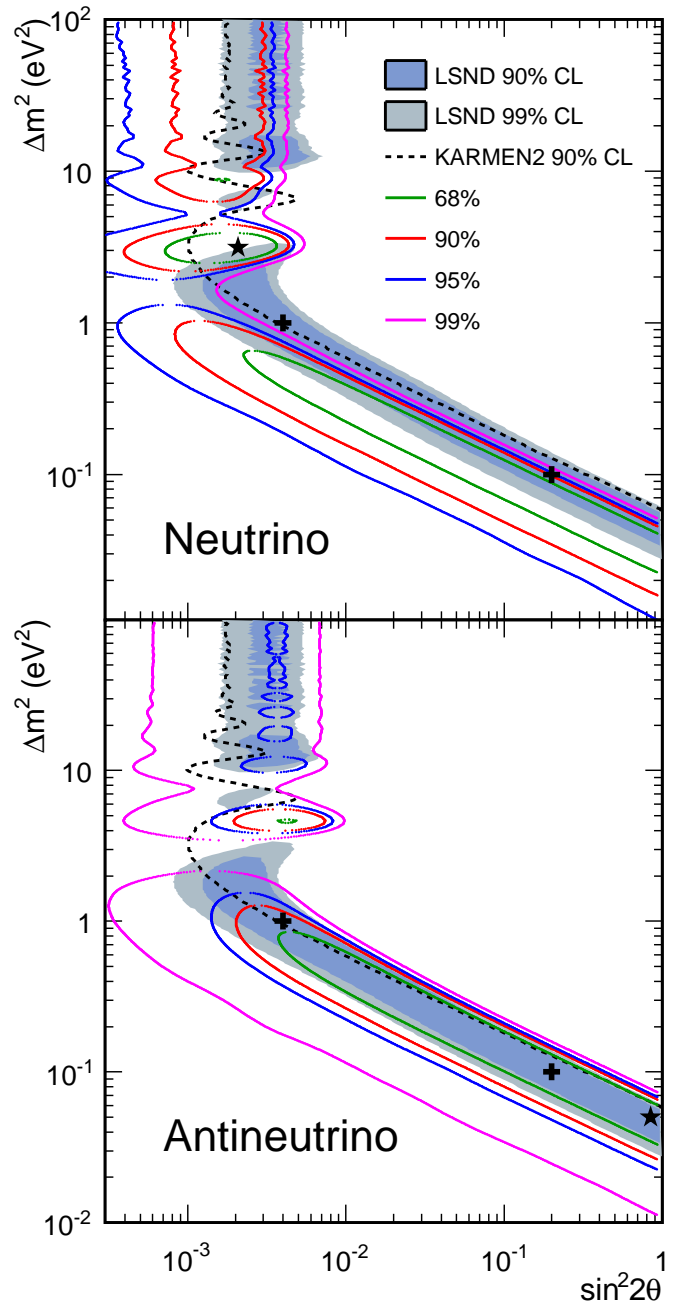 Δm² (eV²)
10²
10
1
10⁻¹
LSND 90% CL
LSND 99% CL
KARMEN2 90% CL
68%
90%
95%
99%
Neutrino
Δm² (eV²)
10
1
10⁻¹
10⁻²
Antineutrino
10⁻³ 10⁻² 10⁻¹ 1
sin²2θ